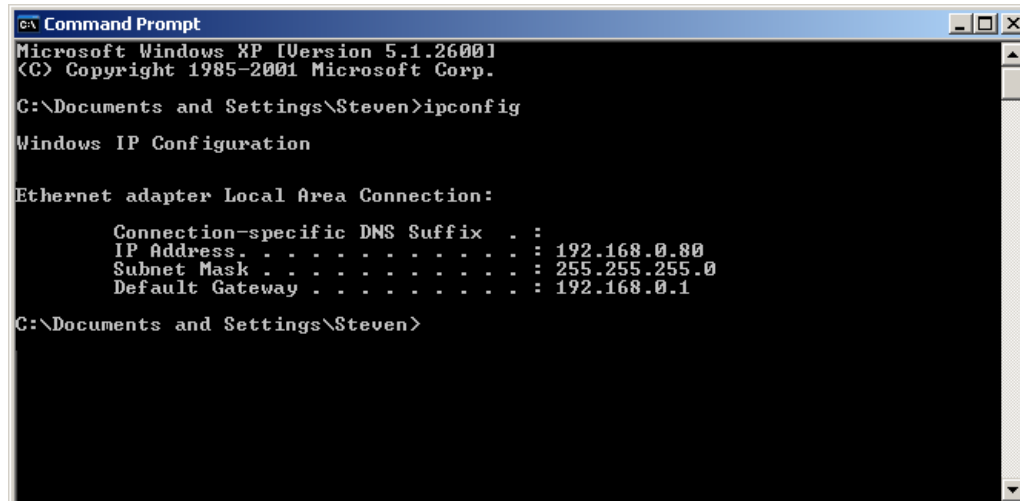 Command Prompt
Microsoft Windows XP [Version 5.1.2600]
(C) Copyright 1985-2001 Microsoft Corp.
C:\Documents and Settings\Steven>ipconfig
Windows IP Configuration
Ethernet adapter Local Area Connection:
Connection-specific DNS Suffix . :
IP Address. . . . . . . . . . . . : 192.168.0.80
Subnet Mask . . . . . . . . . . . : 255.255.255.0
Default Gateway . . . . . . . . . : 192.168.0.1
C:\Documents and Settings\Steven>